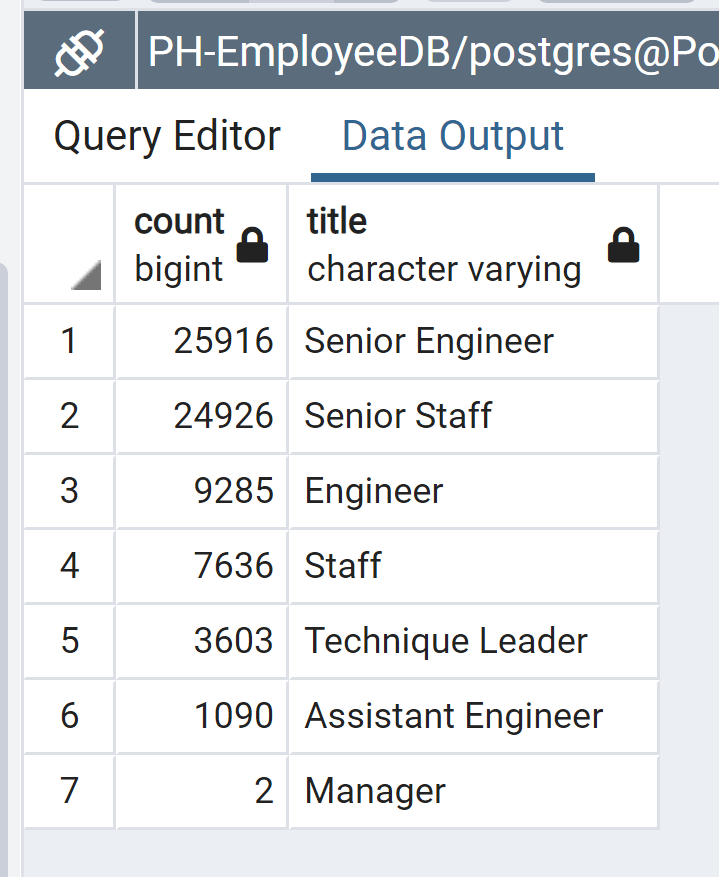 PH-EmployeeDB/postgres@Po
Query Editor Data Output
count title
bigint character varying
1 25916 Senior Engineer
2 24926 Senior Staff
3 9285 Engineer
4 7636 Staff
5 3603 Technique Leader
6 1090 Assistant Engineer
7 2 Manager